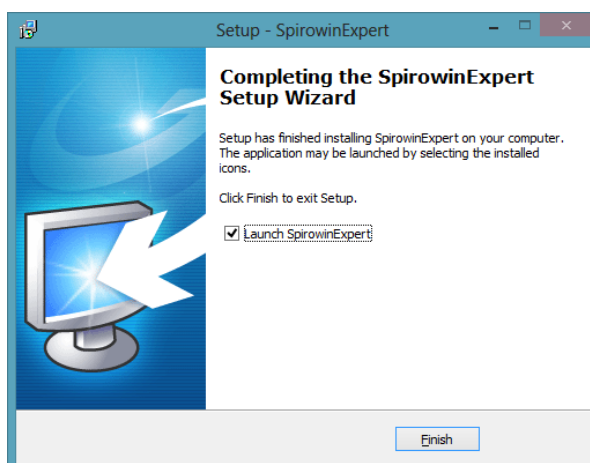 Setup - SpirowinExpert
Completing the SpirowinExpert
Setup Wizard
Setup has finished installing SpirowinExpert on your computer.
The application may be launched by selecting the installed
icons.
Click Finish to exit Setup.
Launch SpirowinExpert
Finish